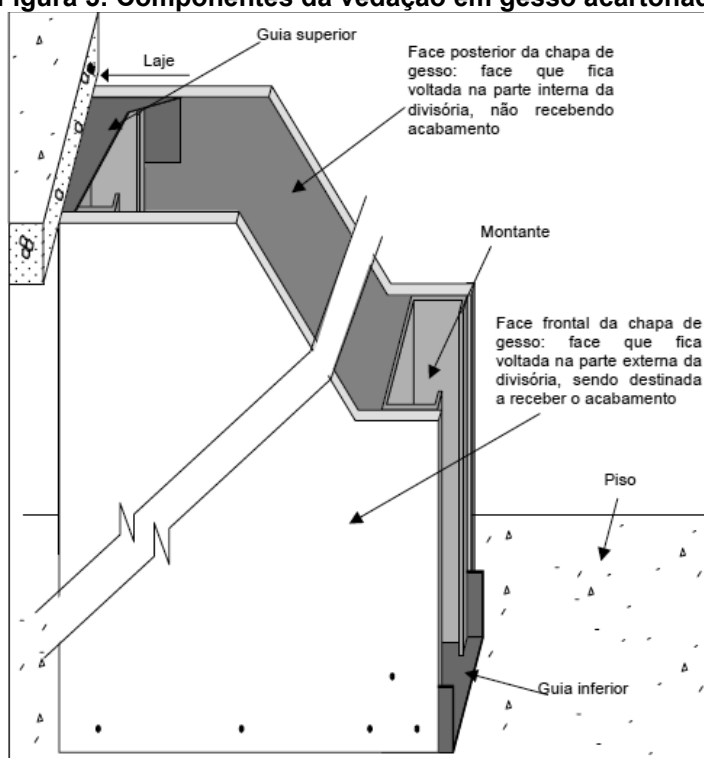 Figura 3: Componentes da vedação em gesso acartonad
Guia superior
Laje
Face posterior da chapa de
gesso: face que fica
voltada na parte interna da
divisória, não recebendo
acabamento
Montante
Face frontal da chapa de
gesso: face que fica
voltada na parte externa da
divisória, sendo destinada
a receber o acabamento
Piso
Guia inferior